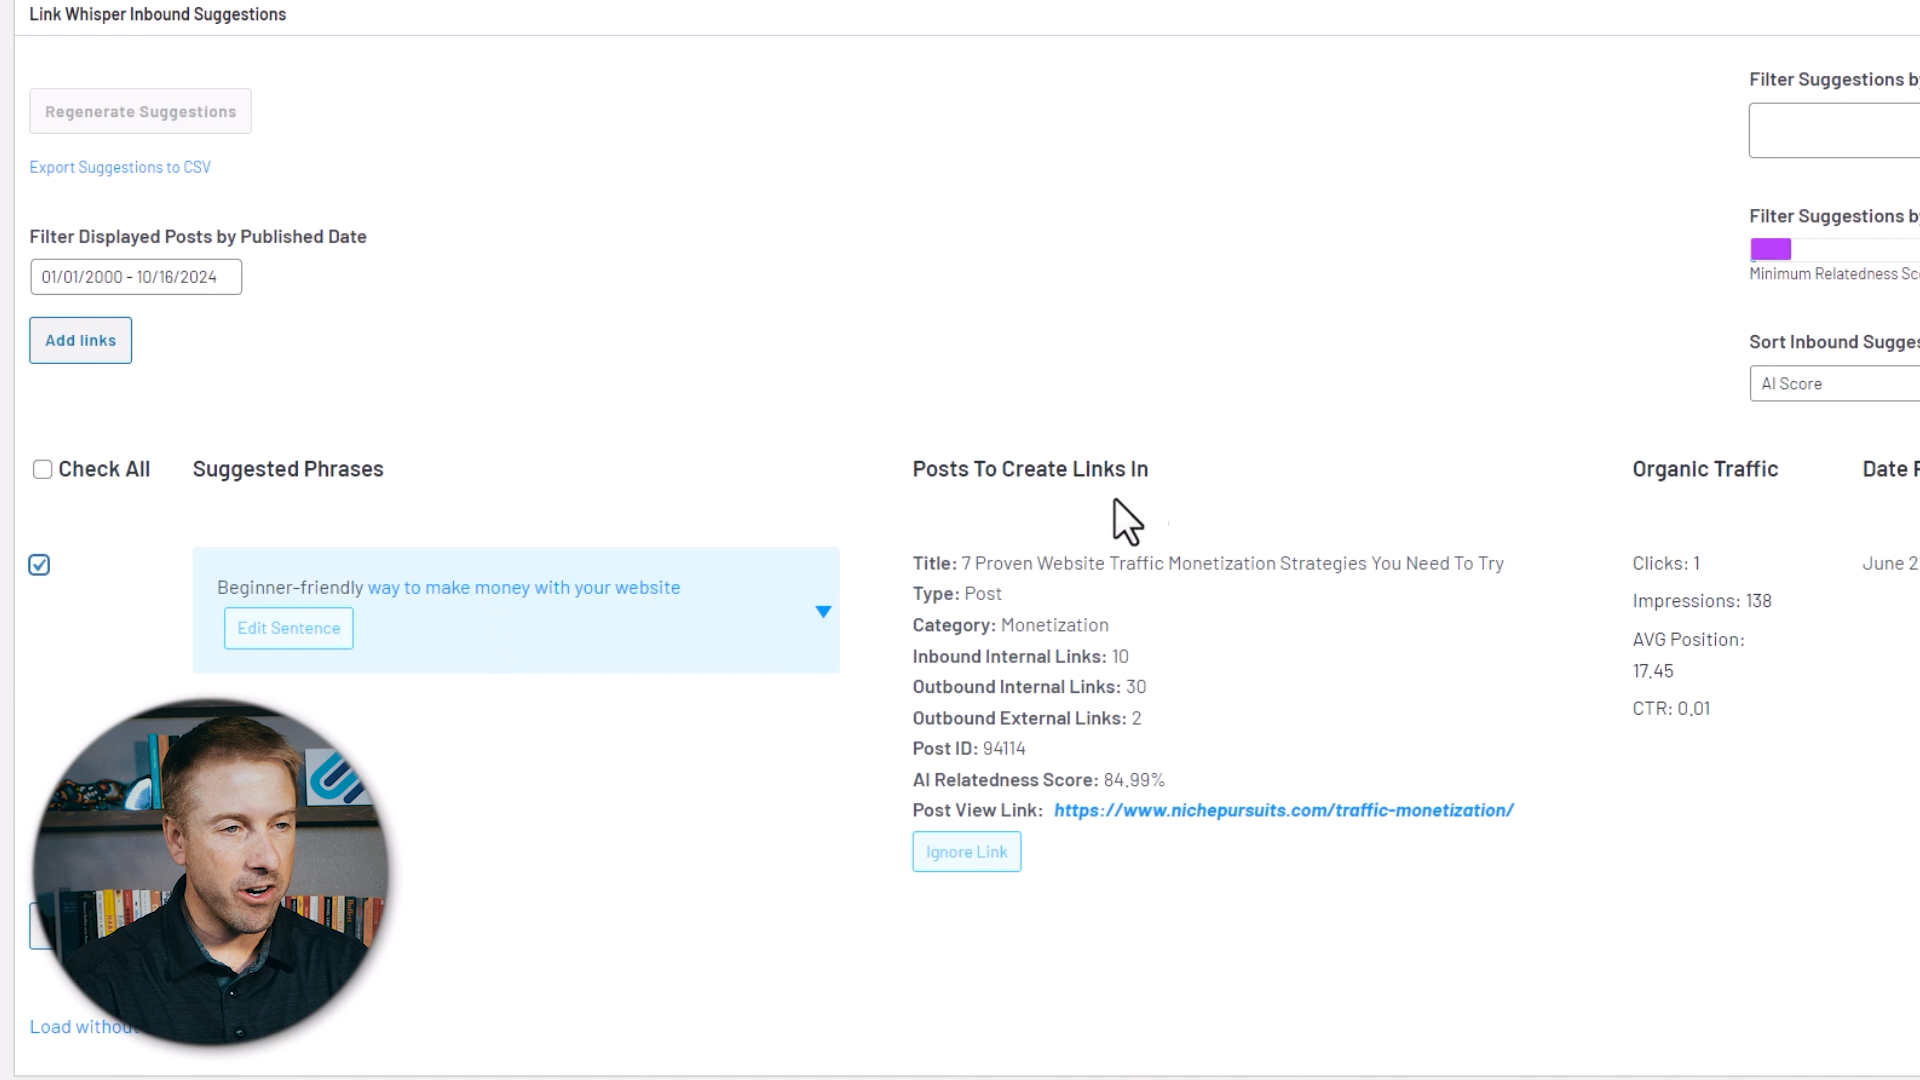 Link Whisper Inbound Suggestions
Filter Suggestions by
Regenerate Suggestions
Export Suggestions to CSV
Filter Suggestions by
Minimum Relatedness
Filter Displayed Posts by Published Date
01/01/2000 - 10/16/2024
Add links
Sort Inbound
AI Score
Check All
Suggested Phrases
Posts To Create Links In
Organic Traffic
Date
Beginner-friendly way to make money with your website
Edit Sentence
Title: 7 Proven Website Traffic Monetization Strategies You Need To Try
Type: Post
Category: Monetization
Inbound Internal Links: 10
Outbound Internal Links: 30
Outbound External Links: 2
Post ID: 94114
AI Relatedness Score: 84.99%
Post View Link: https://www.nichepursuits.com/traffic-monetization/
Ignore Link
Clicks: 1
Impressions: 138
AVG Position:
17.45
CTR: 0.01
June
Load without